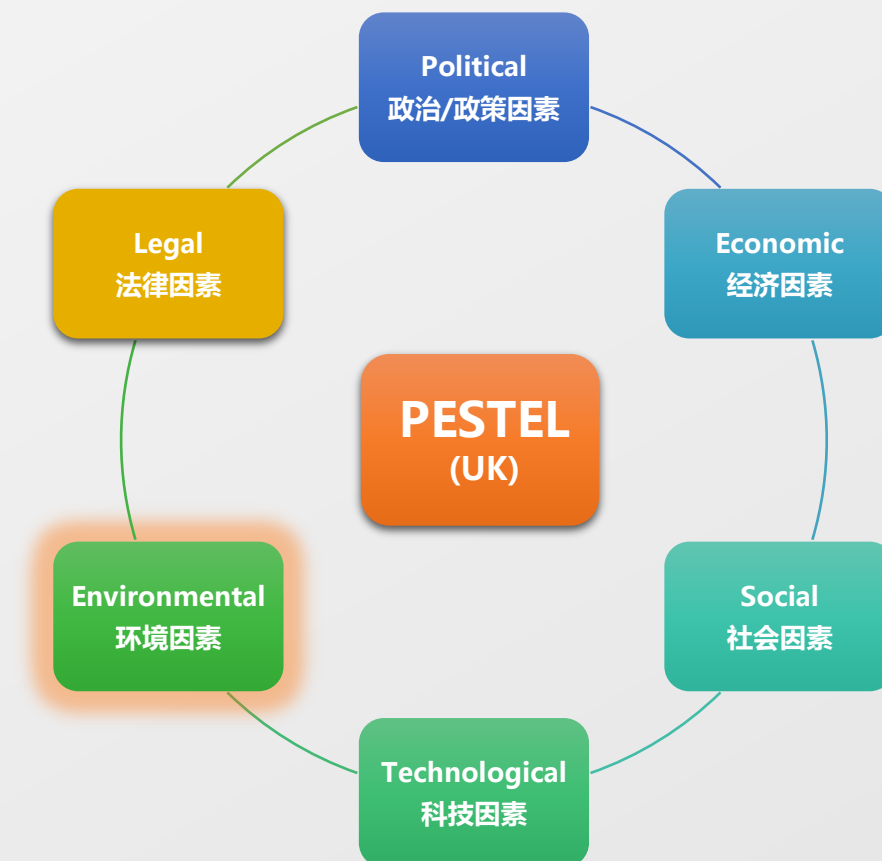 Political
政治/政策因素
Legal
法律因素
Economic
经济因素
PESTEL
(UK)
Environmental
环境因素
Social
社会因素
Technological
科技因素